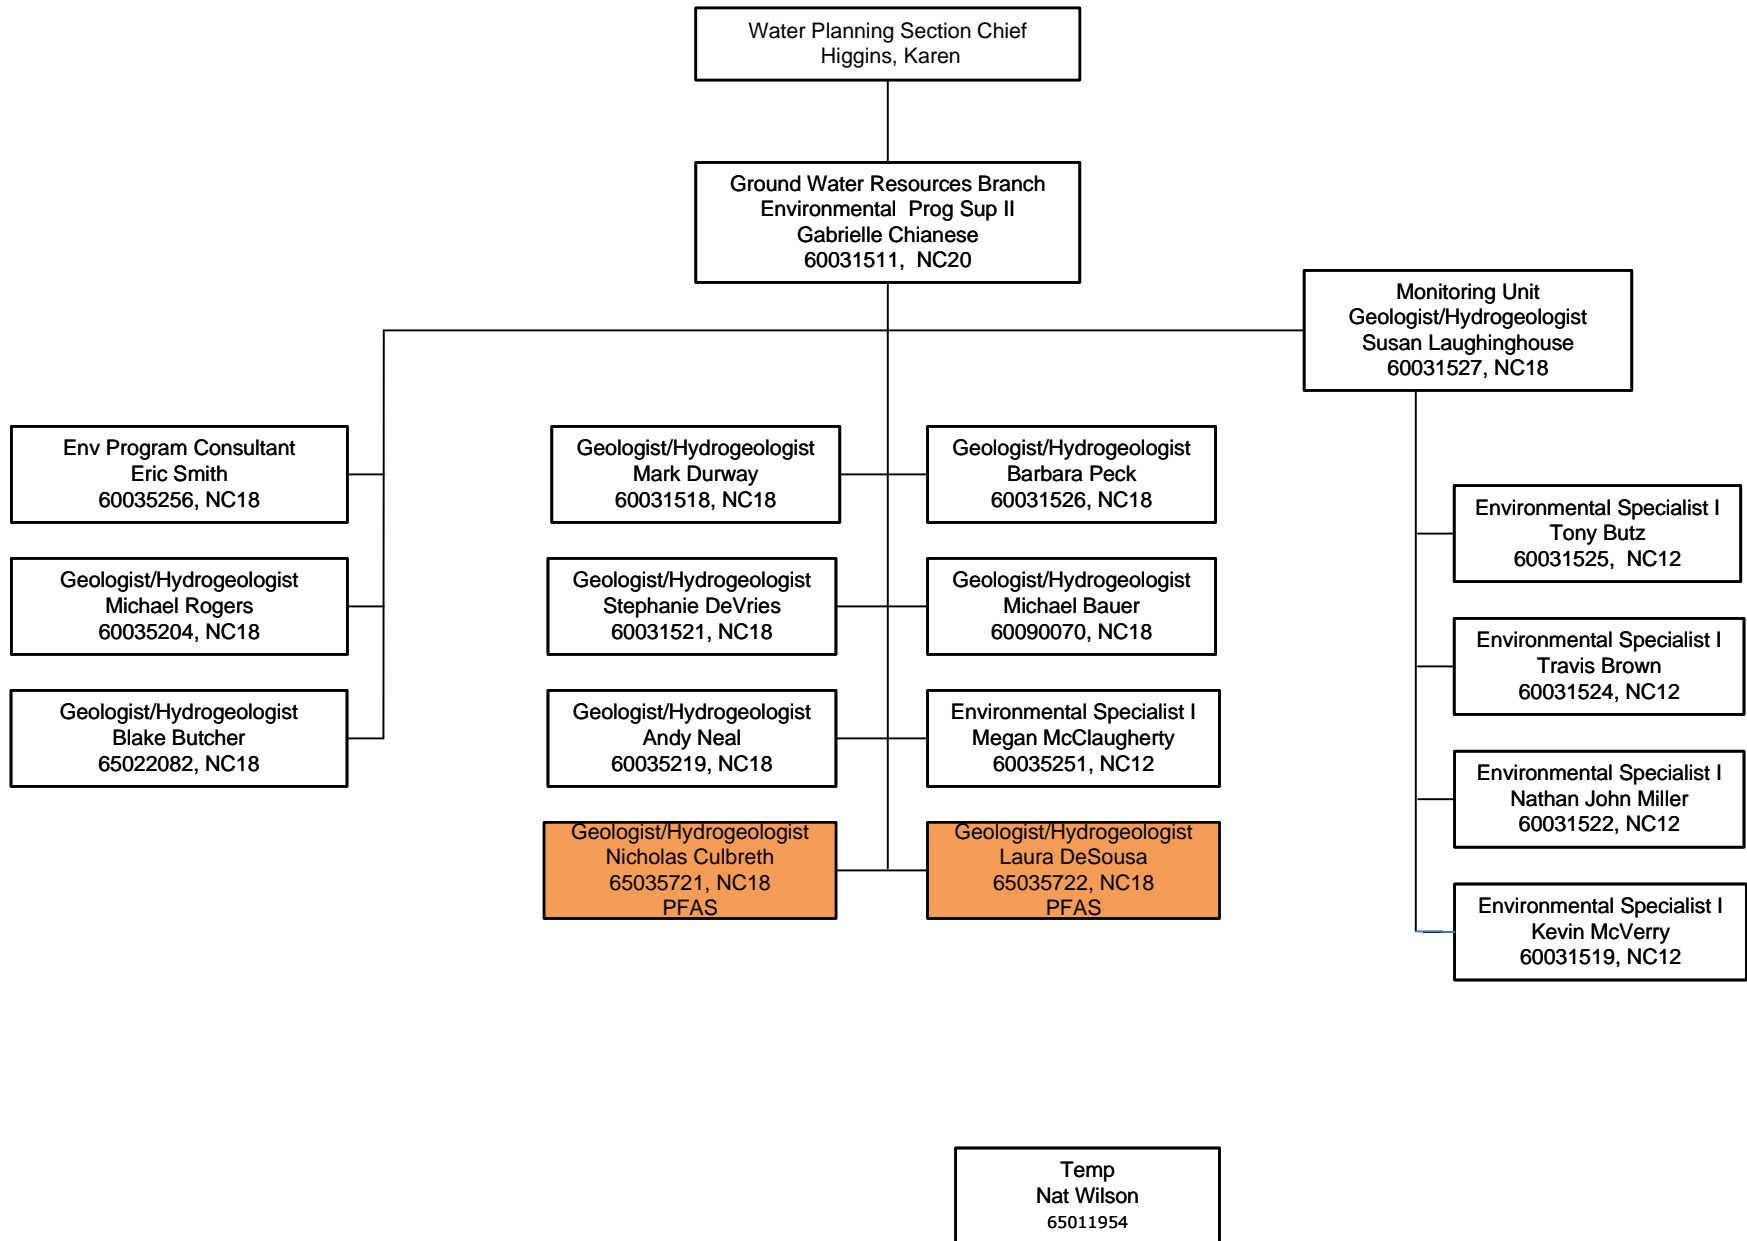 Water Planning Section Chief
Higgins, Karen
Ground Water Resources Branch
Environmental Prog Sup II
Gabrielle Chianese
60031511, NC20
Monitoring Unit
Geologist/Hydrogeologist
Susan Laughinghouse
60031527, NC18
Env Program Consultant
Eric Smith
60035256, NC18
Geologist/Hydrogeologist
Michael Rogers
60035204, NC18
Geologist/Hydrogeologist
Blake Butcher
65022082, NC18
Geologist/Hydrogeologist
Mark Durway
60031518, NC18
Geologist/Hydrogeologist
Barbara Peck
60031526, NC18
Geologist/Hydrogeologist
Stephanie DeVries
60031521, NC18
Geologist/Hydrogeologist
Michael Bauer
60090070, NC18
Geologist/Hydrogeologist
Andy Neal
60035219, NC18
Environmental Specialist I
Megan McClaugherty
60035251, NC12
Geologist/Hydrogeologist
Nicholas Culbreth
65035721, NC18
PFAS
Geologist/Hydrogeologist
Laura DeSousa
65035722, NC18
PFAS
Environmental Specialist I
Tony Butz
60031525, NC12
Environmental Specialist I
Travis Brown
60031524, NC12
Environmental Specialist I
Nathan John Miller
60031522, NC12
Environmental Specialist I
Kevin McVerry
60031519, NC12
Temp
Nat Wilson
65011954